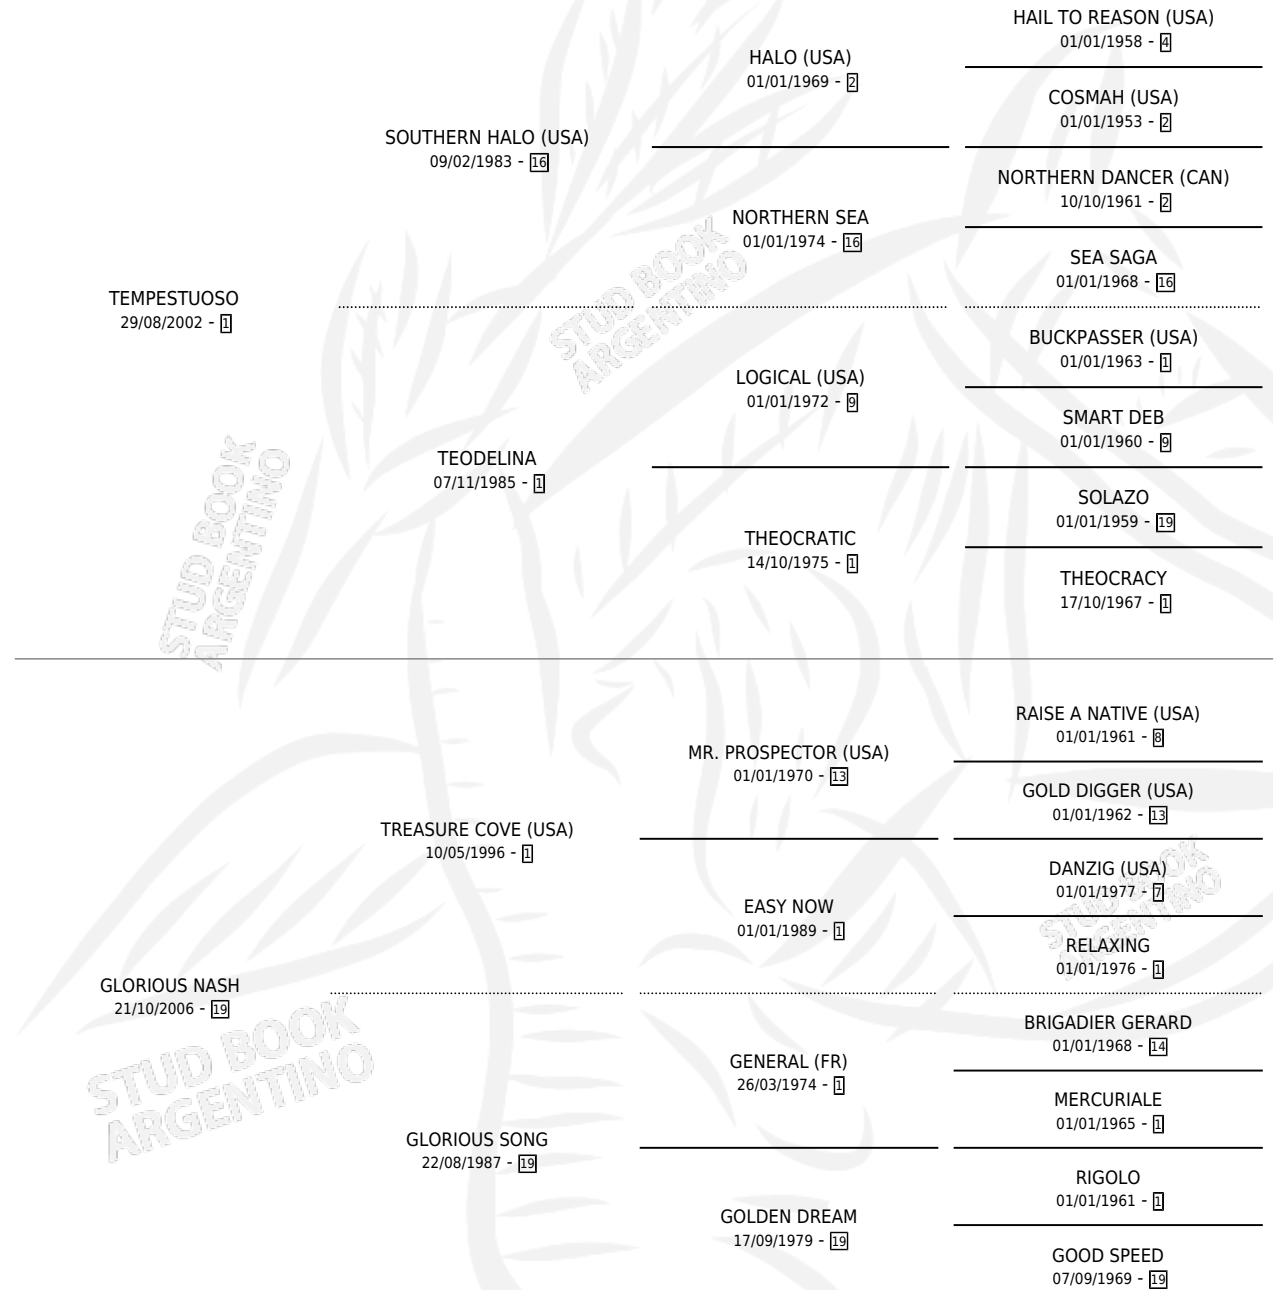 HAIL TO REASON (USA)
01/01/1958 - 4
HALO (USA)
01/01/1969 - 2
COSMAH (USA)
01/01/1953 - 2
SOUTHERN HALO (USA)
09/02/1983 - 16
NORTHERN DANCER (CAN)
10/10/1961 - 2
NORTHERN SEA
01/01/1974 - 16
SEA SAGA
01/01/1968 - 16
TEMPESTUOSO
29/08/2002 - 1
STUD BOOK
ARGENTINO
BUCKPASSER (USA)
01/01/1963 - 1
LOGICAL (USA)
01/01/1972 - 9
SMART DEB
01/01/1960 - 9
TEODELINA
07/11/1985 - 1
SOLAZO
01/01/1959 - 19
THEOCRATIC
14/10/1975 - 1
THEOCRACY
17/10/1967 - 1
STUD BOOK
ARGENTINO
RAISE A NATIVE (USA)
01/01/1961 - 8
MR. PROSPECTOR (USA)
01/01/1970 - 13
GOLD DIGGER (USA)
01/01/1962 - 13
TREASURE COVE (USA)
10/05/1996 - 1
DANZIG (USA)
01/01/1977 - 7
EASY NOW
01/01/1989 - 1
STUD BOOK
ARGENTINO
RELAXING
01/01/1976 - 1
GLORIOUS NASH
21/10/2006 - 19
BRIGADIER GERARD
01/01/1968 - 14
GENERAL (FR)
26/03/1974 - 1
STUD BOOK
ARGENTINO
MERCURIALE
01/01/1965 - 1
GLORIOUS SONG
22/08/1987 - 19
RIGOLO
01/01/1961 - 1
GOLDEN DREAM
17/09/1979 - 19
GOOD SPEED
07/09/1969 - 19